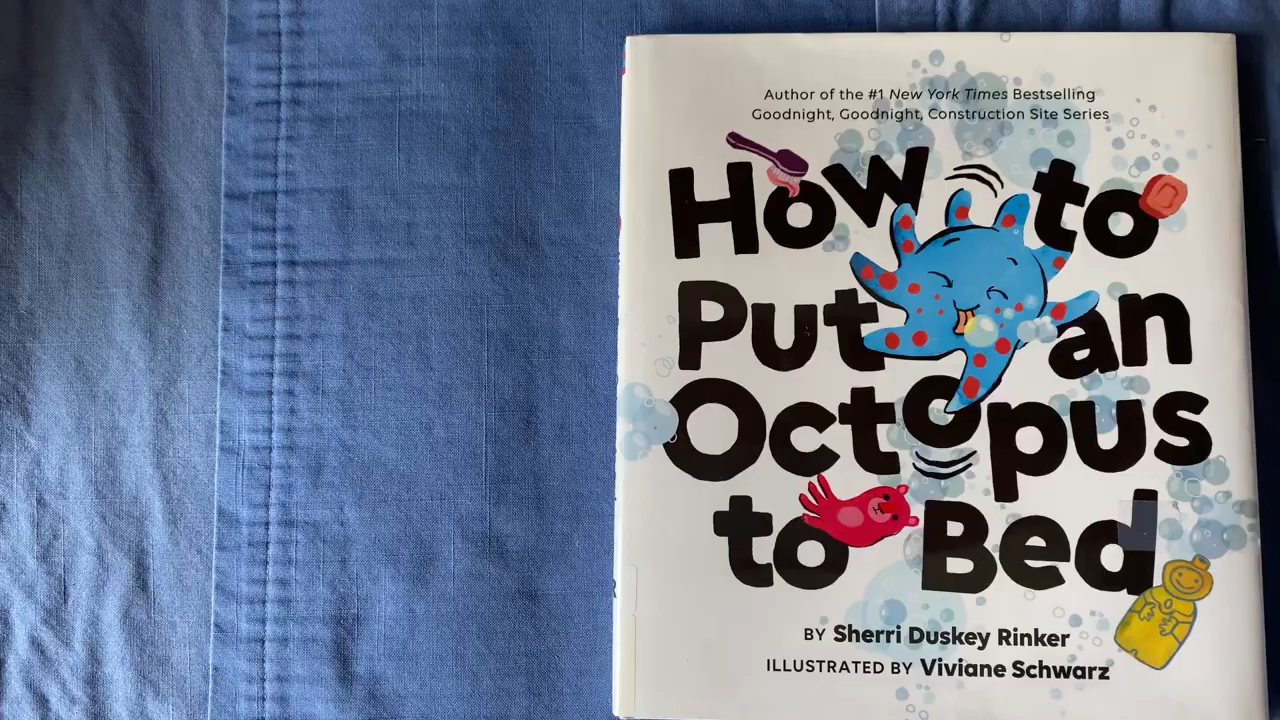 Author of the #1 New York Times Bestselling
Goodnight, Goodnight, Construction Site Series
How to
Put an
Octopus
to Bed
BY Sherri Duskey Rinker
ILLUSTRATED BY Viviane Schwarz